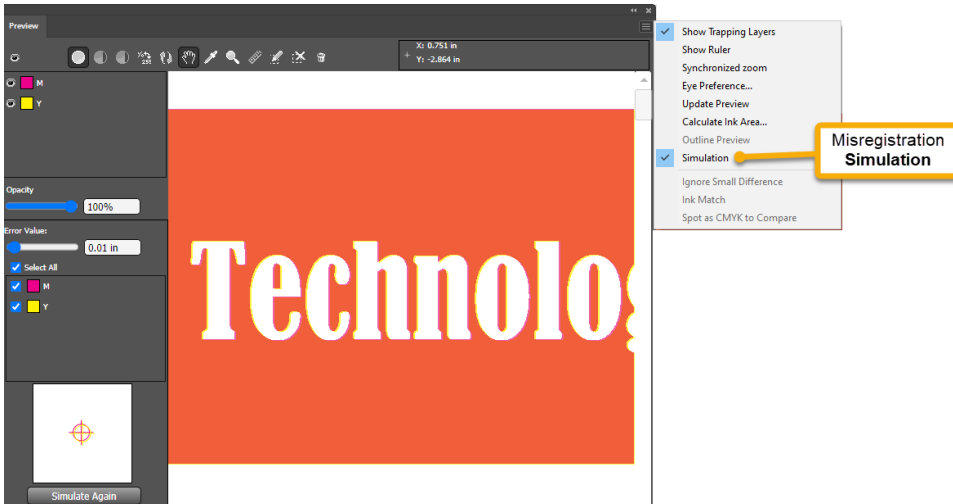 Preview
X: 0.751 in
Y: -2.864 in
M
Y
Opacity
100%
Error Value:
0.01 in
Select All
M
Y
Simulate Again
Technolog
Show Trapping Layers
Show Ruler
Synchronized zoom
Eye Preference...
Update Preview
Calculate Ink Area...
Outline Preview
Simulation
Ignore Small Difference
Ink Match
Spot as CMYK to Compare
Misregistration
Simulation